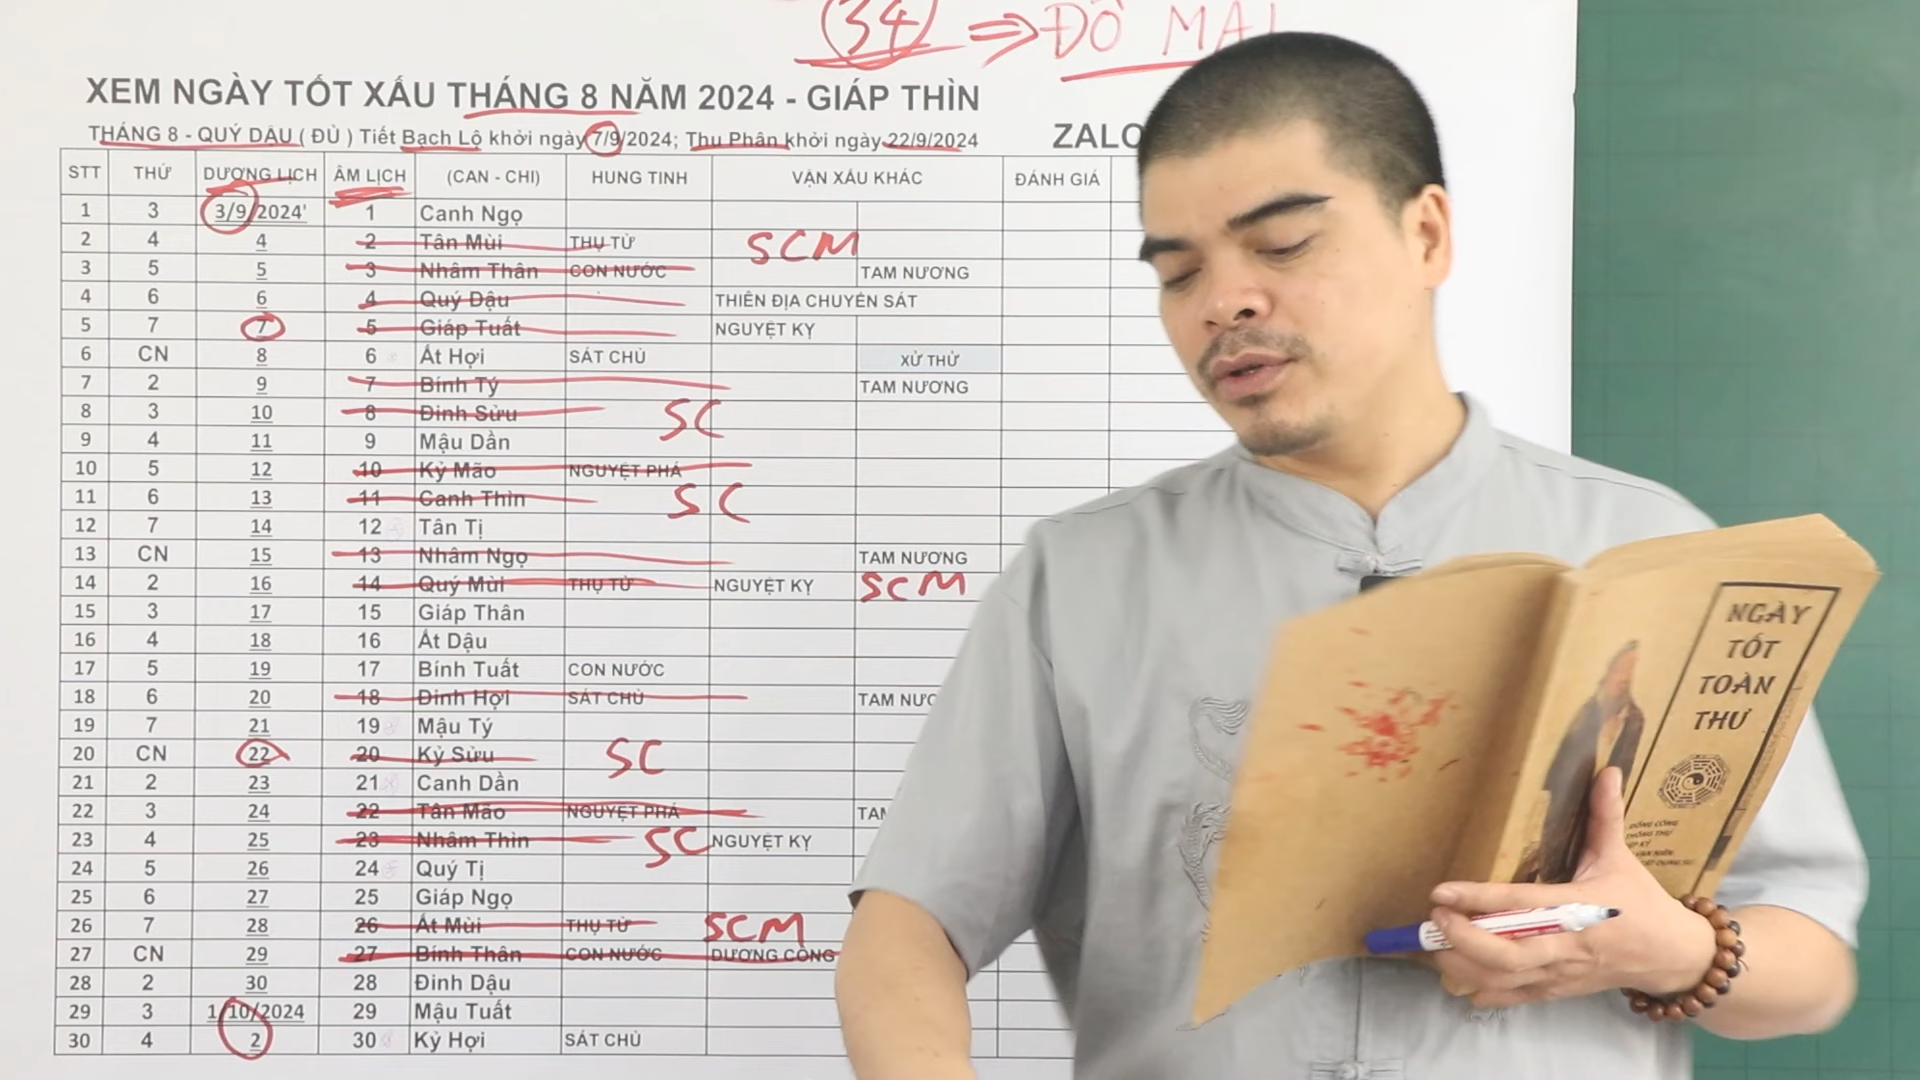 34 ⇒ ĐỔ MAI
XEM NGÀY TỐT XẤU THÁNG 8 NĂM 2024 - GIÁP THÌN
THÁNG 8 - QUÝ DẬU ( ĐỦ ) Tiết Bạch Lộ khởi ngày 7/9/2024; Thu Phân khởi ngày 22/9/2024 ZALO
STT THỨ DƯƠNG LỊCH ÂM LỊCH (CAN - CHI) HUNG TINH VẬN XẤU KHÁC ĐÁNH GIÁ
1 3 3/9/2024' 1 Canh Ngọ
2 4 4 2 Tân Mùi THỤ TỬ SCM
3 5 5 3 Nhâm Thân CON NƯỚC TAM NƯƠNG
4 6 6 4 Quý Dậu THIÊN ĐỊA CHUYỂN SÁT
5 7 7 5 Giáp Tuất NGUYỆT KỴ
6 CN 8 6 Ất Hợi SÁT CHỦ XỬ THỬ
7 2 9 7 Bính Tý TAM NƯƠNG
8 3 10 8 Đinh Sửu SC
9 4 11 9 Mậu Dần
10 5 12 10 Kỷ Mão NGUYỆT PHÁ
11 6 13 11 Canh Thìn SC
12 7 14 12 Tân Tị
13 CN 15 13 Nhâm Ngọ TAM NƯƠNG
14 2 16 14 Quý Mùi THỤ TỬ NGUYỆT KỴ SCM
15 3 17 15 Giáp Thân
16 4 18 16 Ất Dậu
17 5 19 17 Bính Tuất CON NƯỚC
18 6 20 18 Đinh Hợi SÁT CHỦ TAM NƯƠ
19 7 21 19 Mậu Tý
20 CN 22 20 Kỷ Sửu SC
21 2 23 21 Canh Dần
22 3 24 22 Tân Mão NGUYỆT PHÁ TAM
23 4 25 23 Nhâm Thìn SC NGUYỆT KỴ
24 5 26 24 Quý Tị
25 6 27 25 Giáp Ngọ
26 7 28 26 Ất Mùi THỤ TỬ SCM
27 CN 29 27 Bính Thân CON NƯỚC DƯƠNG CÔNG
28 2 30 28 Đinh Dậu
29 3 1/10/2024 29 Mậu Tuất
30 4 2 30 Kỷ Hợi SÁT CHỦ
NGÀY
TỐT
TOÀN
THƯ